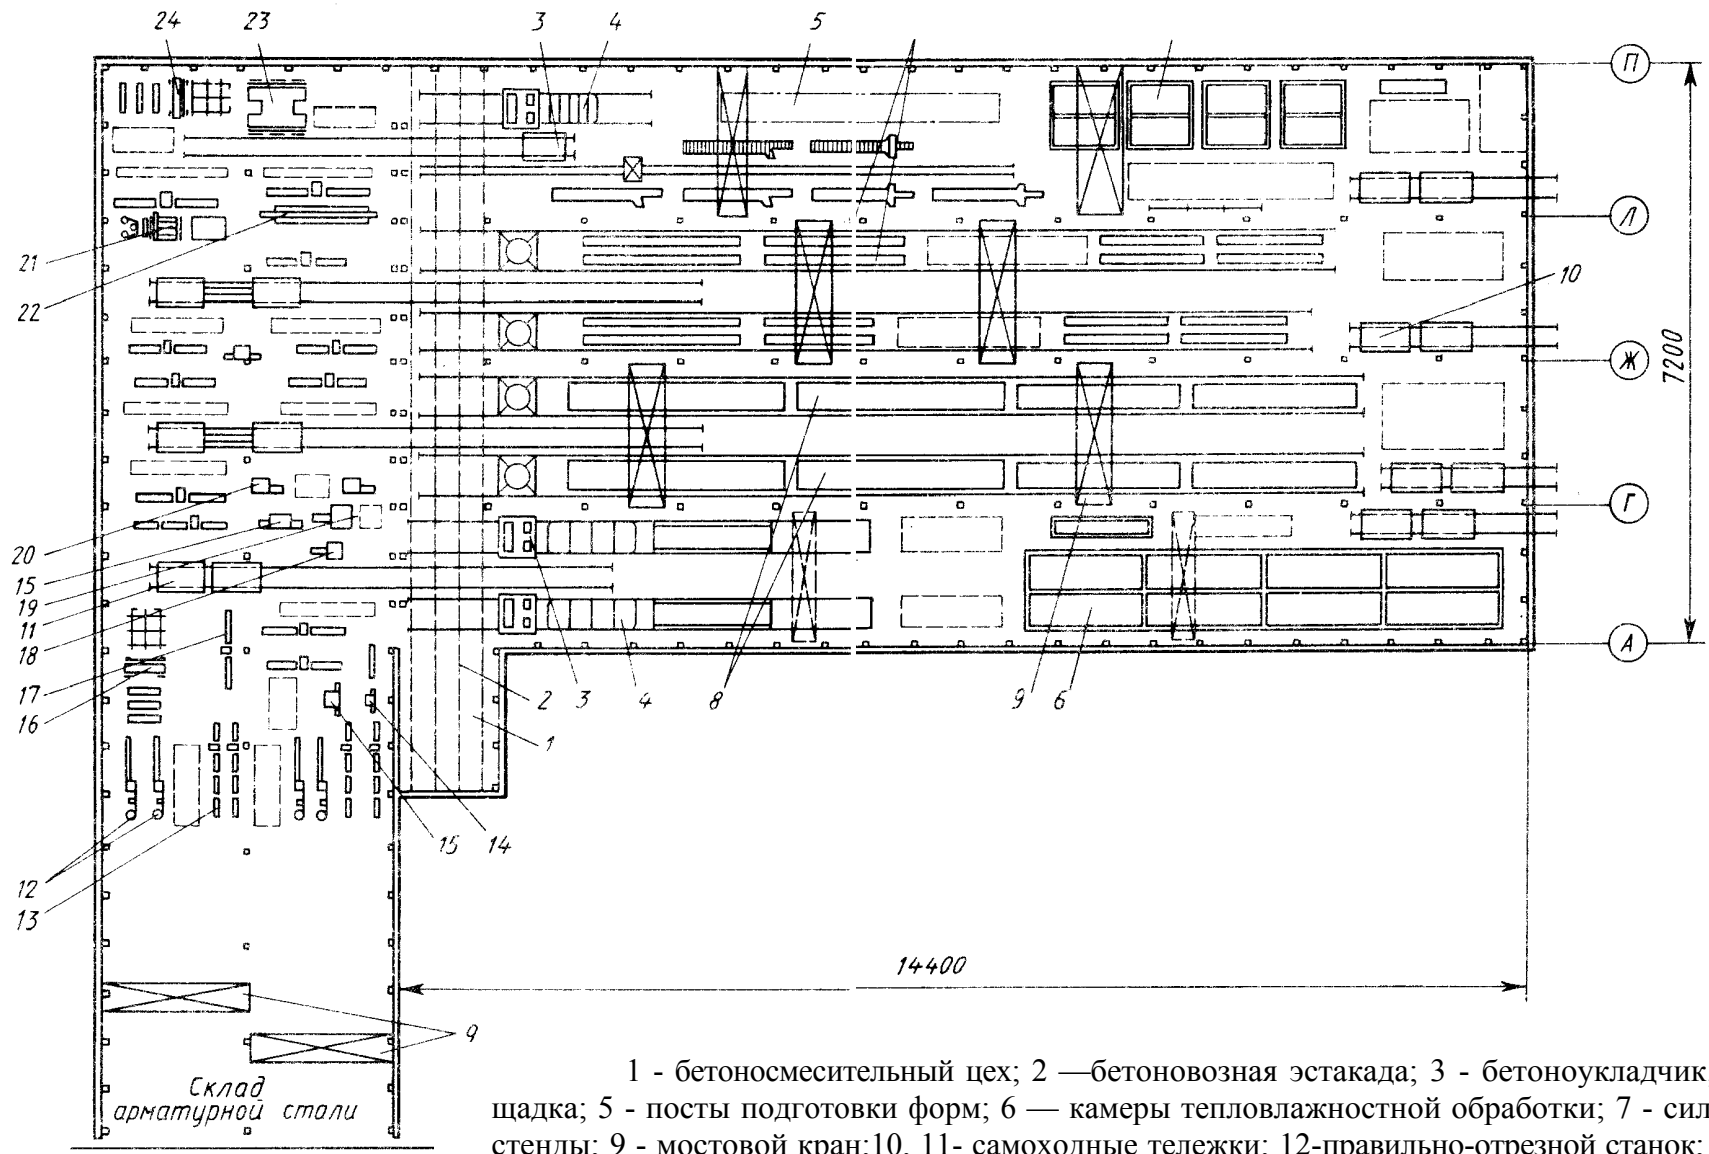 24 23 3 4 5
П
Л
21
22
10
Ж
7200
20
15
19
11
18
17
16
Г
А
2 3 4 8 9 6
1
15 14
12
13
14400
9
Склад
арматурной стали
1 - бетоносмесительный цех; 2 —бетоновозная эстакада; 3 - бетоноукладчик
щадка; 5 - посты подготовки форм; 6 — камеры тепловлажностной обработки; 7 - сил
стенды; 9 - мостовой кран;10, 11- самоходные тележки; 12-правильно-отрезной станок;